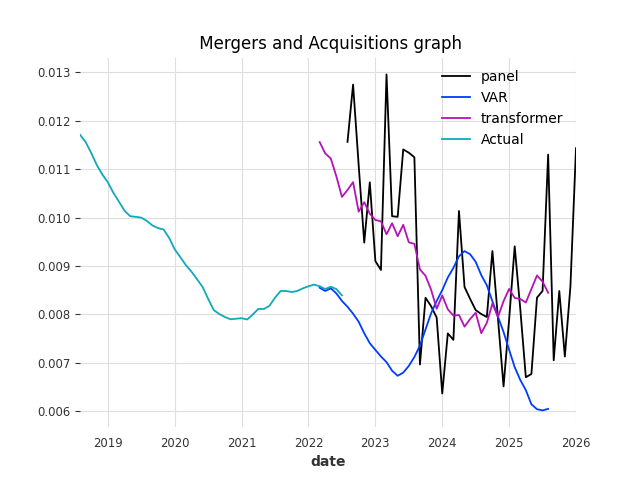 Mergers and Acquisitions graph
panel
VAR
transformer
Actual
0.013
0.012
0.011
0.010
0.009
0.008
0.007
0.006
2019 2020 2021 2022 2023 2024 2025 2026
date